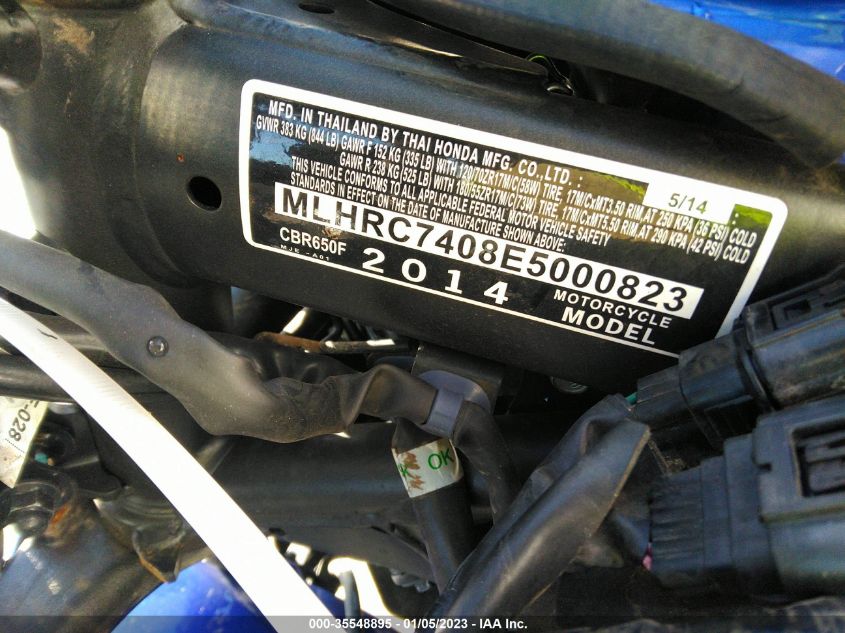 MFD. IN THAILAND BY THAI HONDA MFG. CO., LTD.: 5/14
GVWR 383 KG (844 LB) GAWR F 152 KG (335 LB) WITH 120/70ZR17M/C(58W) TIRE, 17M/CxMT3.50 RIM, AT 250 KPA (36 PSI) COLD
GAWR R 238 KG (525 LB) WITH 180/55ZR17M/C(73W) TIRE, 17M/CxMT5.50 RIM, AT 290 KPA (42 PSI) COLD
THIS VEHICLE CONFORMS TO ALL APPLICABLE FEDERAL MOTOR VEHICLE SAFETY
STANDARDS IN EFFECT ON THE DATE OF MANUFACTURE SHOWN ABOVE.
MLHRC7408E5000823
CBR650F MOTORCYCLE
MJE -A01 2014 MODEL
-028
OK
000-35548895 - 01/05/2023 - IAA Inc.